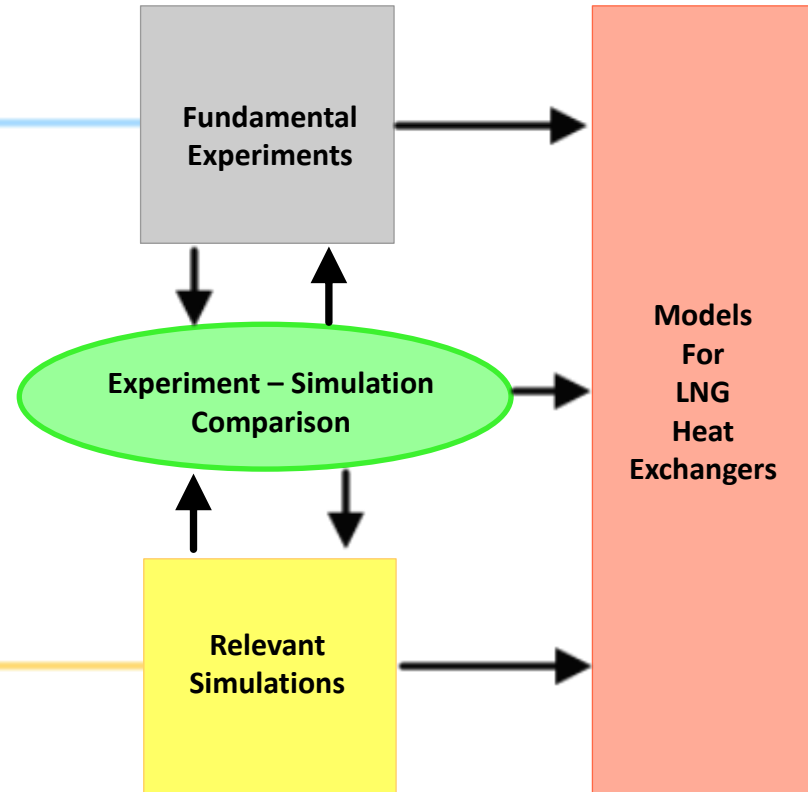 Fundamental
Experiments
Experiment – Simulation
Comparison
Relevant
Simulations
Models
For
LNG
Heat
Exchangers